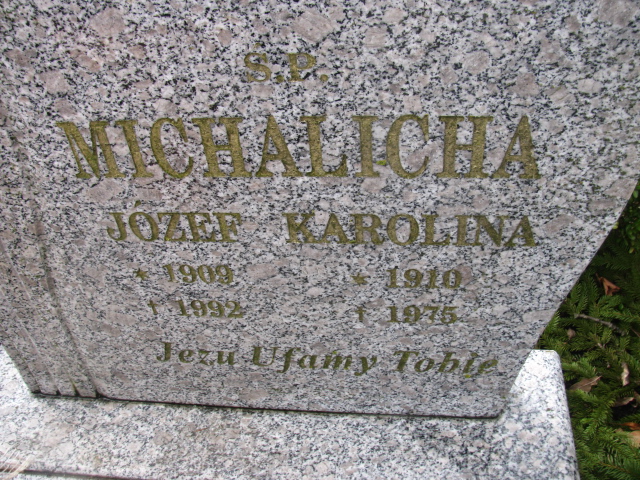 Ś.P.
MICHALICHA
JÓZEF KAROLINA
* 1909 * 1910
† 1992 † 1975
Jezu Ufamy Tobie